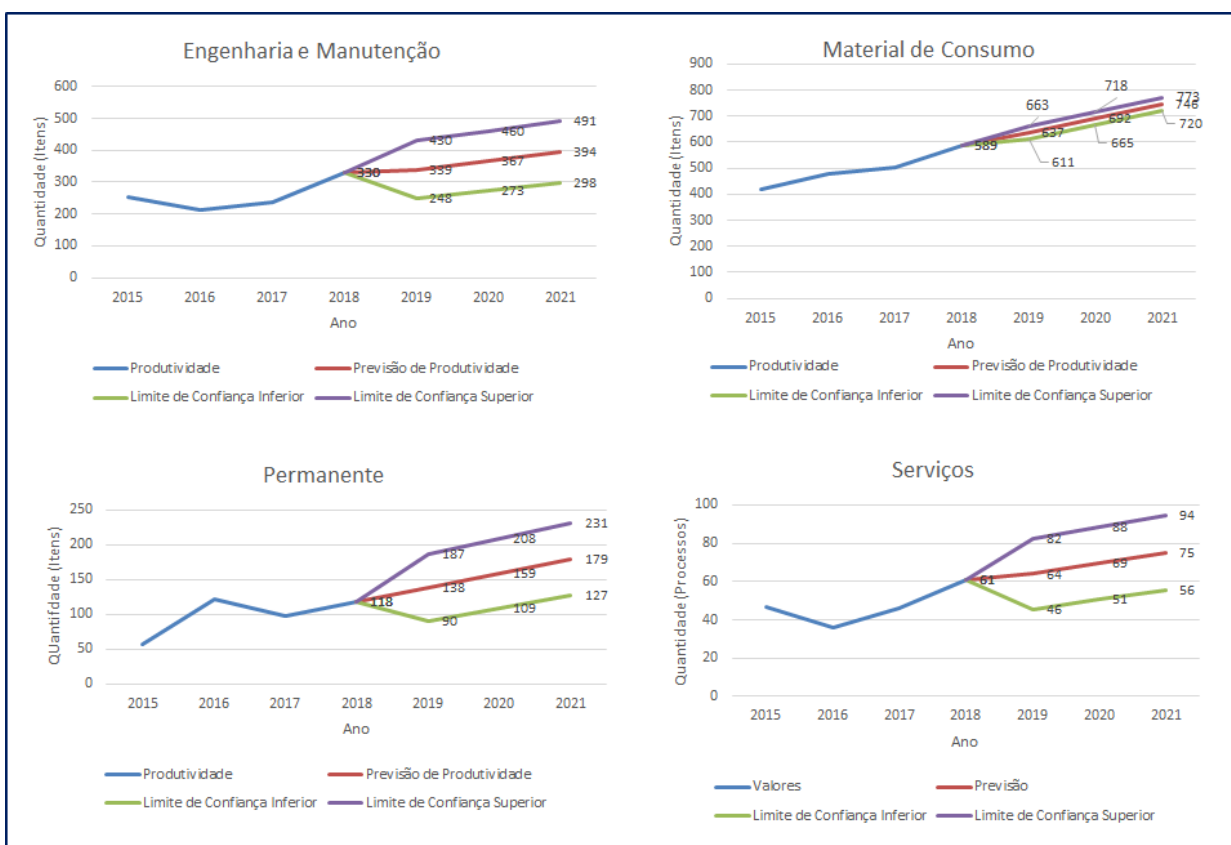 Engenharia e Manutenção
600
500
400
300
200
100
0
Quantidade (Itens)
430
460
491
330
339
367
394
248
273
298
2015 2016 2017 2018 2019 2020 2021
Ano
Produtividade Previsão de Produtividade
Limite de Confiança Inferior Limite de Confiança Superior
Material de Consumo
900
800
700
600
500
400
300
200
100
0
Quantidade (Itens)
663
718
773
589
637
692
746
611
665
720
2015 2016 2017 2018 2019 2020 2021
Ano
Produtividade Previsão de Produtividade
Limite de Confiança Inferior Limite de Confiança Superior
Permanente
250
200
150
100
50
0
QUantifdade (Itens)
187
208
231
118
138
159
179
90
109
127
2015 2016 2017 2018 2019 2020 2021
Ano
Produtividade Previsão de Produtividade
Limite de Confiança Inferior Limite de Confiança Superior
Serviços
100
80
60
40
20
0
Quantidade (Processos)
82
88
94
61
64
69
75
46
51
56
2015 2016 2017 2018 2019 2020 2021
Ano
Valores Previsão
Limite de Confiança Inferior Limite de Confiança Superior